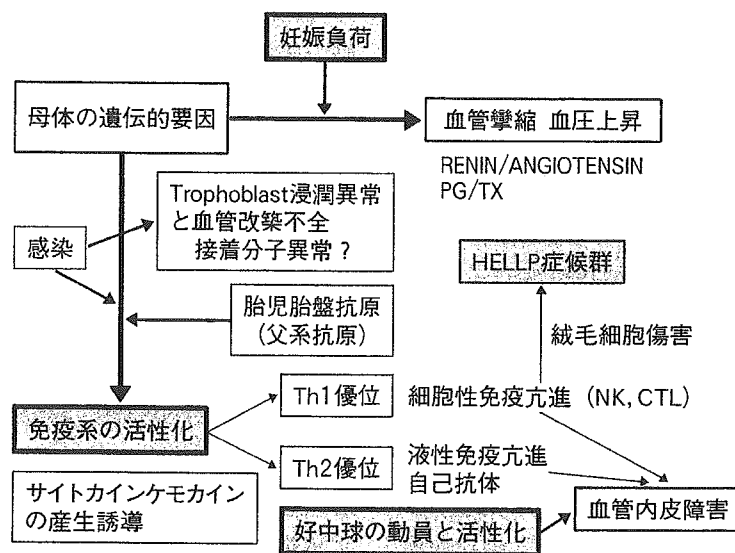 妊娠負荷
母体の遺伝的要因
血管攣縮 血圧上昇
RENIN/ANGIOTENSIN
PG/TX
Trophoblast浸潤異常
と血管改築不全
接着分子異常？
感染
HELLP症候群
胎児胎盤抗原
（父系抗原）
絨毛細胞傷害
Th1優位
細胞性免疫亢進（NK, CTL）
免疫系の活性化
Th2優位
液性免疫亢進
自己抗体
サイトカインケモカイン
の産生誘導
好中球の動員と活性化
血管内皮障害